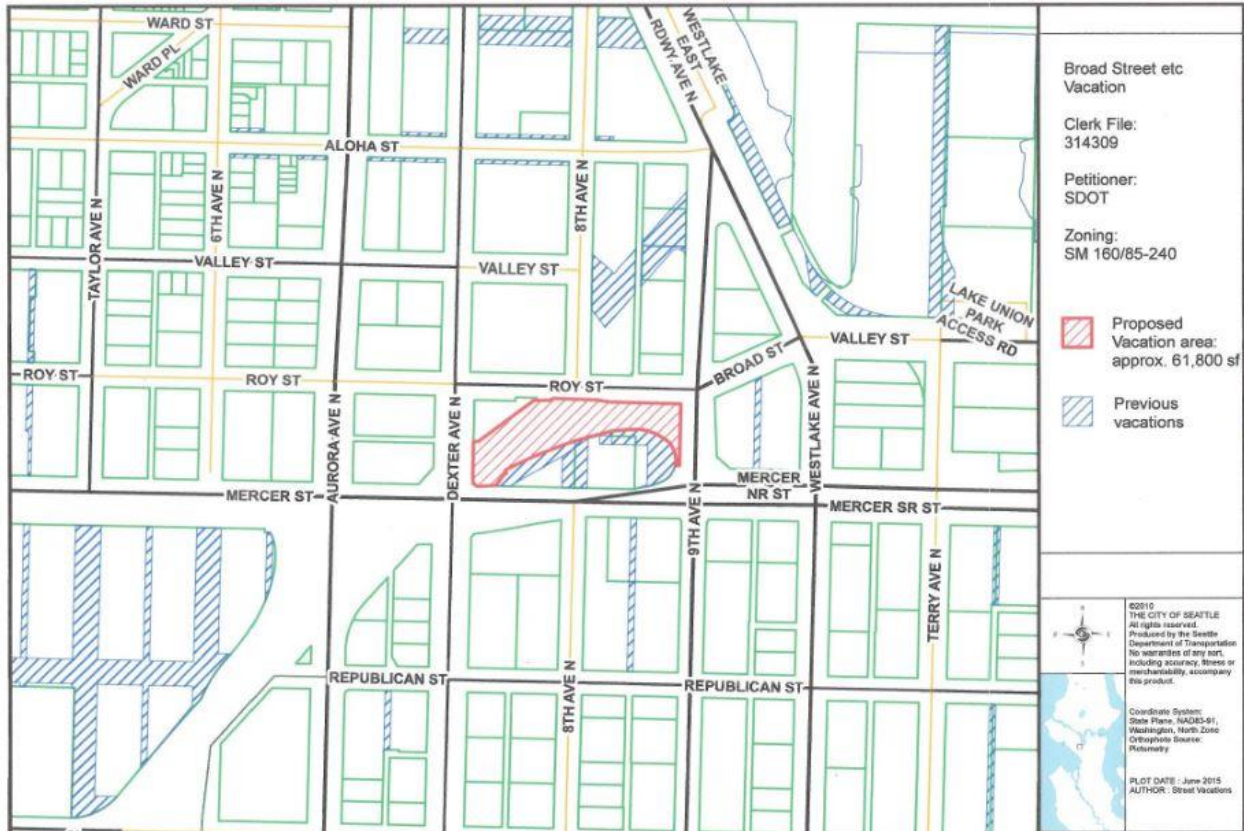 WARD ST
WARD PL
WESTLAKE
EAST
RDWY AVE N
ALOHA ST
TAYLOR AVE N
6TH AVE N
8TH AVE N
VALLEY ST
VALLEY ST
VALLEY ST
LAKE UNION
PARK
ACCESS RD
BROAD ST
ROY ST
ROY ST
ROY ST
AURORA AVE N
DEXTER AVE N
9TH AVE N
WESTLAKE AVE N
TERRY AVE N
MERCER ST
MERCER
NR ST
MERCER SR ST
8TH AVE N
REPUBLICAN ST
REPUBLICAN ST
Broad Street etc
Vacation
Clerk File:
314309
Petitioner:
SDOT
Zoning:
SM 160/85-240
Proposed
Vacation area:
approx. 61,800 sf
Previous
vacations
©2010
THE CITY OF SEATTLE
All rights reserved.
Produced by the Seattle
Department of Transportation
No warranties of any sort,
including accuracy, fitness or
merchantability, accompany
this product.
Coordinate System:
State Plane, NAD83-91,
Washington, North Zone
Orthophoto Source:
Pictometry
PLOT DATE : June 2015
AUTHOR : Street Vacations